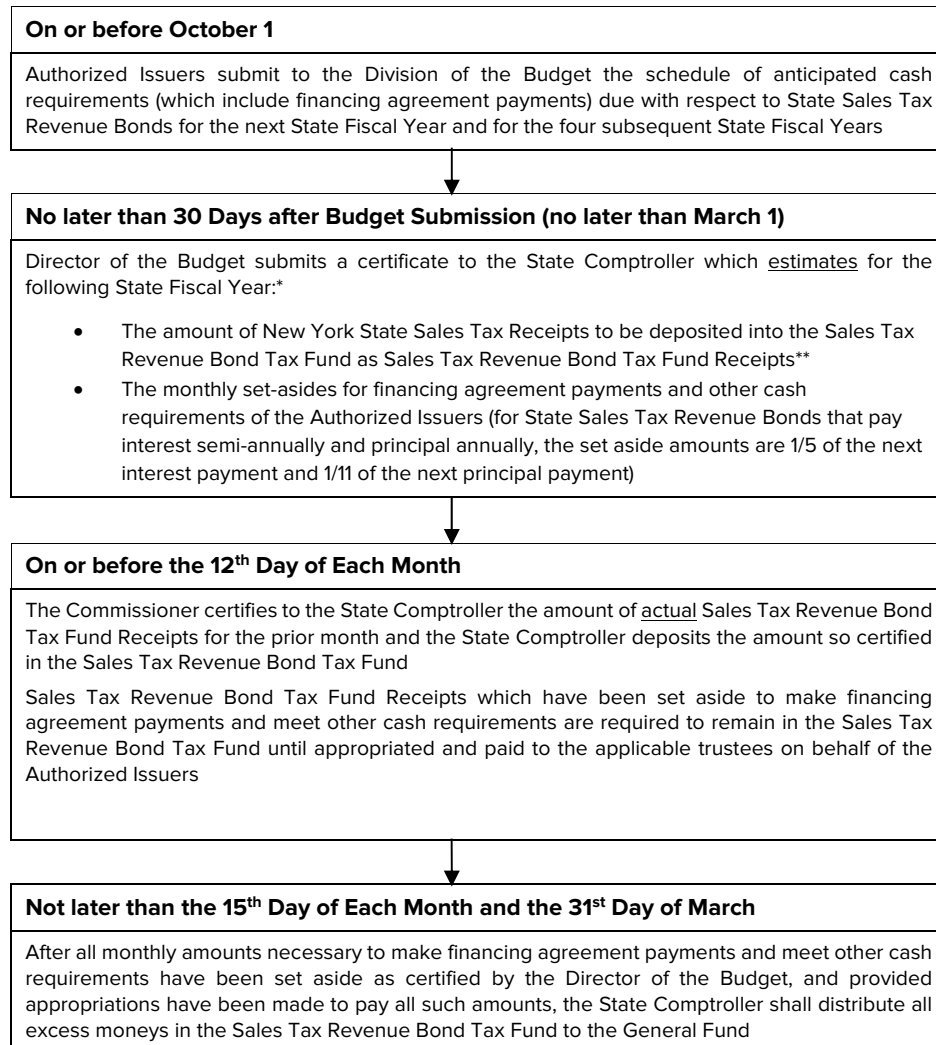 On or before October 1
Authorized Issuers submit to the Division of the Budget the schedule of anticipated cash
requirements (which include financing agreement payments) due with respect to State Sales Tax
Revenue Bonds for the next State Fiscal Year and for the four subsequent State Fiscal Years
No later than 30 Days after Budget Submission (no later than March 1)
Director of the Budget submits a certificate to the State Comptroller which estimates for the
following State Fiscal Year:*
• The amount of New York State Sales Tax Receipts to be deposited into the Sales Tax
Revenue Bond Tax Fund as Sales Tax Revenue Bond Tax Fund Receipts**
• The monthly set-asides for financing agreement payments and other cash
requirements of the Authorized Issuers (for State Sales Tax Revenue Bonds that pay
interest semi-annually and principal annually, the set aside amounts are 1/5 of the next
interest payment and 1/11 of the next principal payment)
On or before the 12th Day of Each Month
The Commissioner certifies to the State Comptroller the amount of actual Sales Tax Revenue Bond
Tax Fund Receipts for the prior month and the State Comptroller deposits the amount so certified
in the Sales Tax Revenue Bond Tax Fund
Sales Tax Revenue Bond Tax Fund Receipts which have been set aside to make financing
agreement payments and meet other cash requirements are required to remain in the Sales Tax
Revenue Bond Tax Fund until appropriated and paid to the applicable trustees on behalf of the
Authorized Issuers
Not later than the 15th Day of Each Month and the 31st Day of March
After all monthly amounts necessary to make financing agreement payments and meet other cash
requirements have been set aside as certified by the Director of the Budget, and provided
appropriations have been made to pay all such amounts, the State Comptroller shall distribute all
excess moneys in the Sales Tax Revenue Bond Tax Fund to the General Fund